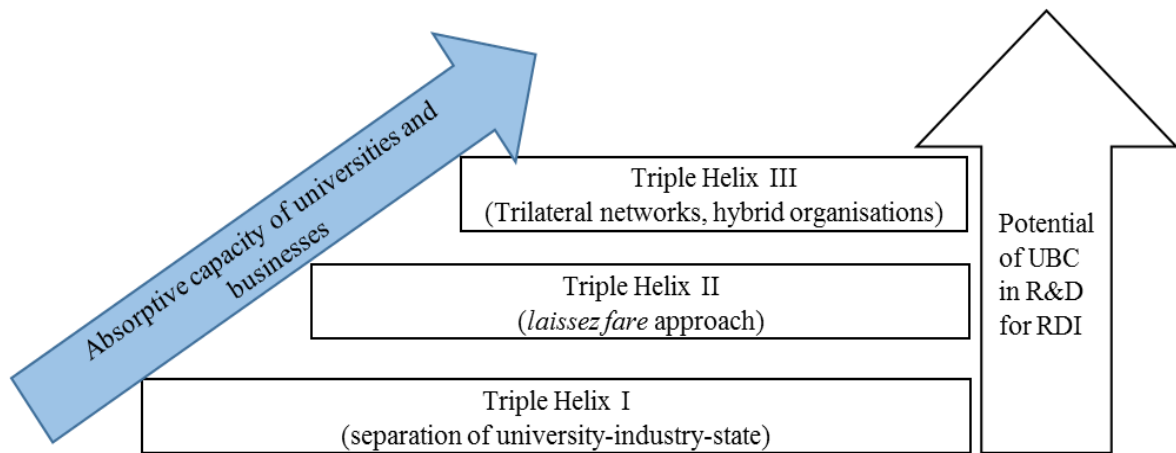 Absorptive capacity of universities and
businesses
Triple Helix III
(Trilateral networks, hybrid organisations)
Triple Helix II
(laissez fare approach)
Triple Helix I
(separation of university-industry-state)
Potential
of UBC
in R&D
for RDI